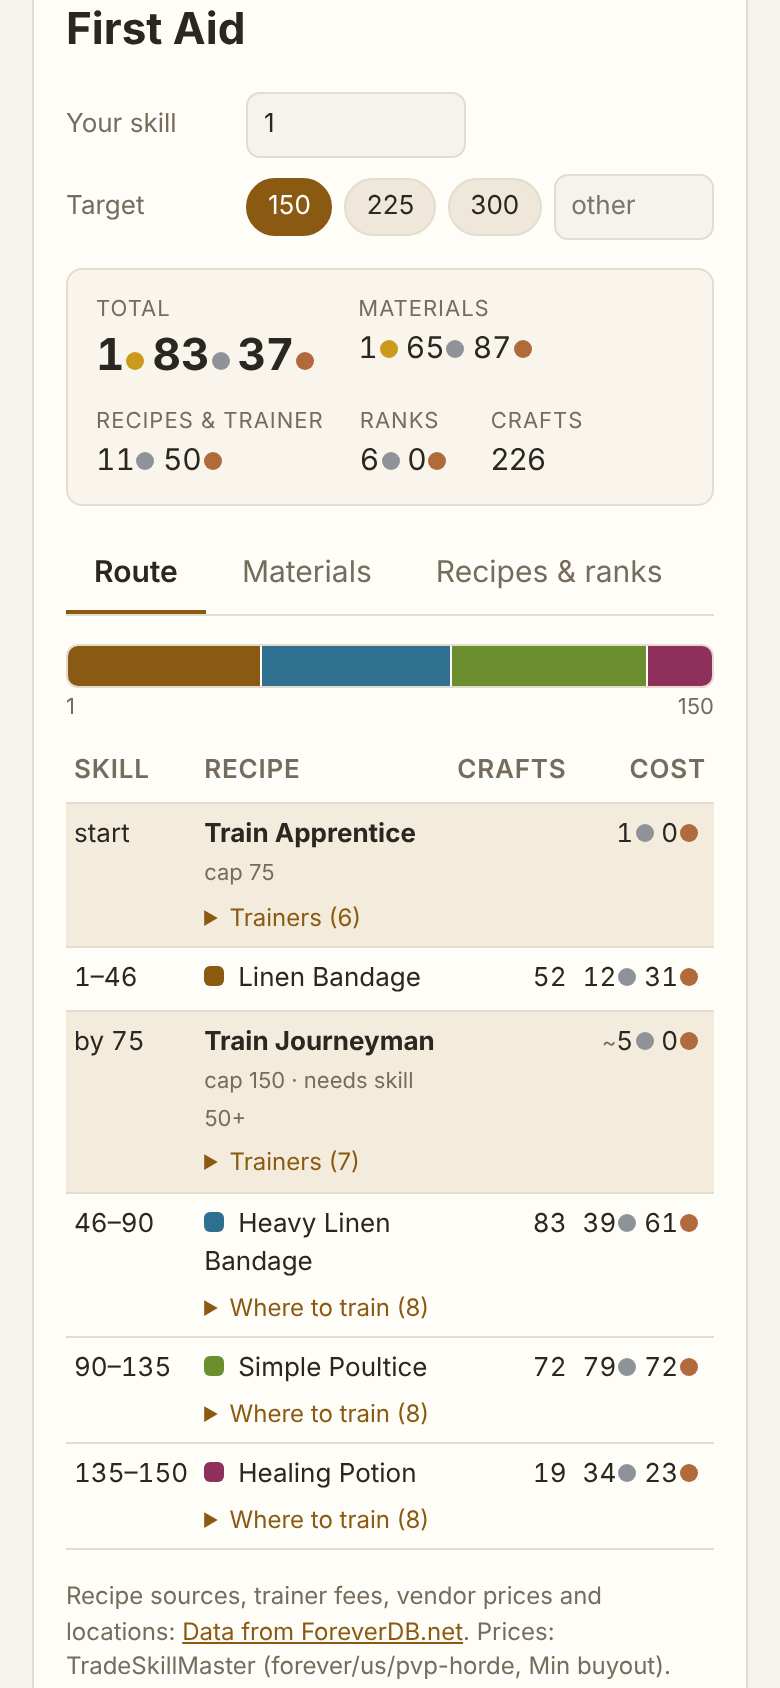 First Aid
Your skill 1
Target 150 225 300 other
TOTAL MATERIALS
1 83 37 1 65 87
RECIPES & TRAINER RANKS CRAFTS
11 50 6 0 226
Route Materials Recipes & ranks
1 150
SKILL RECIPE CRAFTS COST
start Train Apprentice 1 0
cap 75
▶ Trainers (6)
1–46 Linen Bandage 52 12 31
by 75 Train Journeyman ~5 0
cap 150 · needs skill
50+
▶ Trainers (7)
46–90 Heavy Linen 83 39 61
Bandage
▶ Where to train (8)
90–135 Simple Poultice 72 79 72
▶ Where to train (8)
135–150 Healing Potion 19 34 23
▶ Where to train (8)
Recipe sources, trainer fees, vendor prices and
locations: Data from ForeverDB.net. Prices:
TradeSkillMaster (forever/us/pvp-horde, Min buyout).